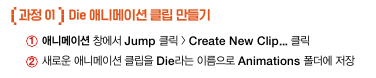 과정 01 Die 애니메이션 클립 만들기
① 애니메이션 창에서 Jump 클릭 > Create New Clip... 클릭
② 새로운 애니메이션 클립을 Die라는 이름으로 Animations 폴더에 저장